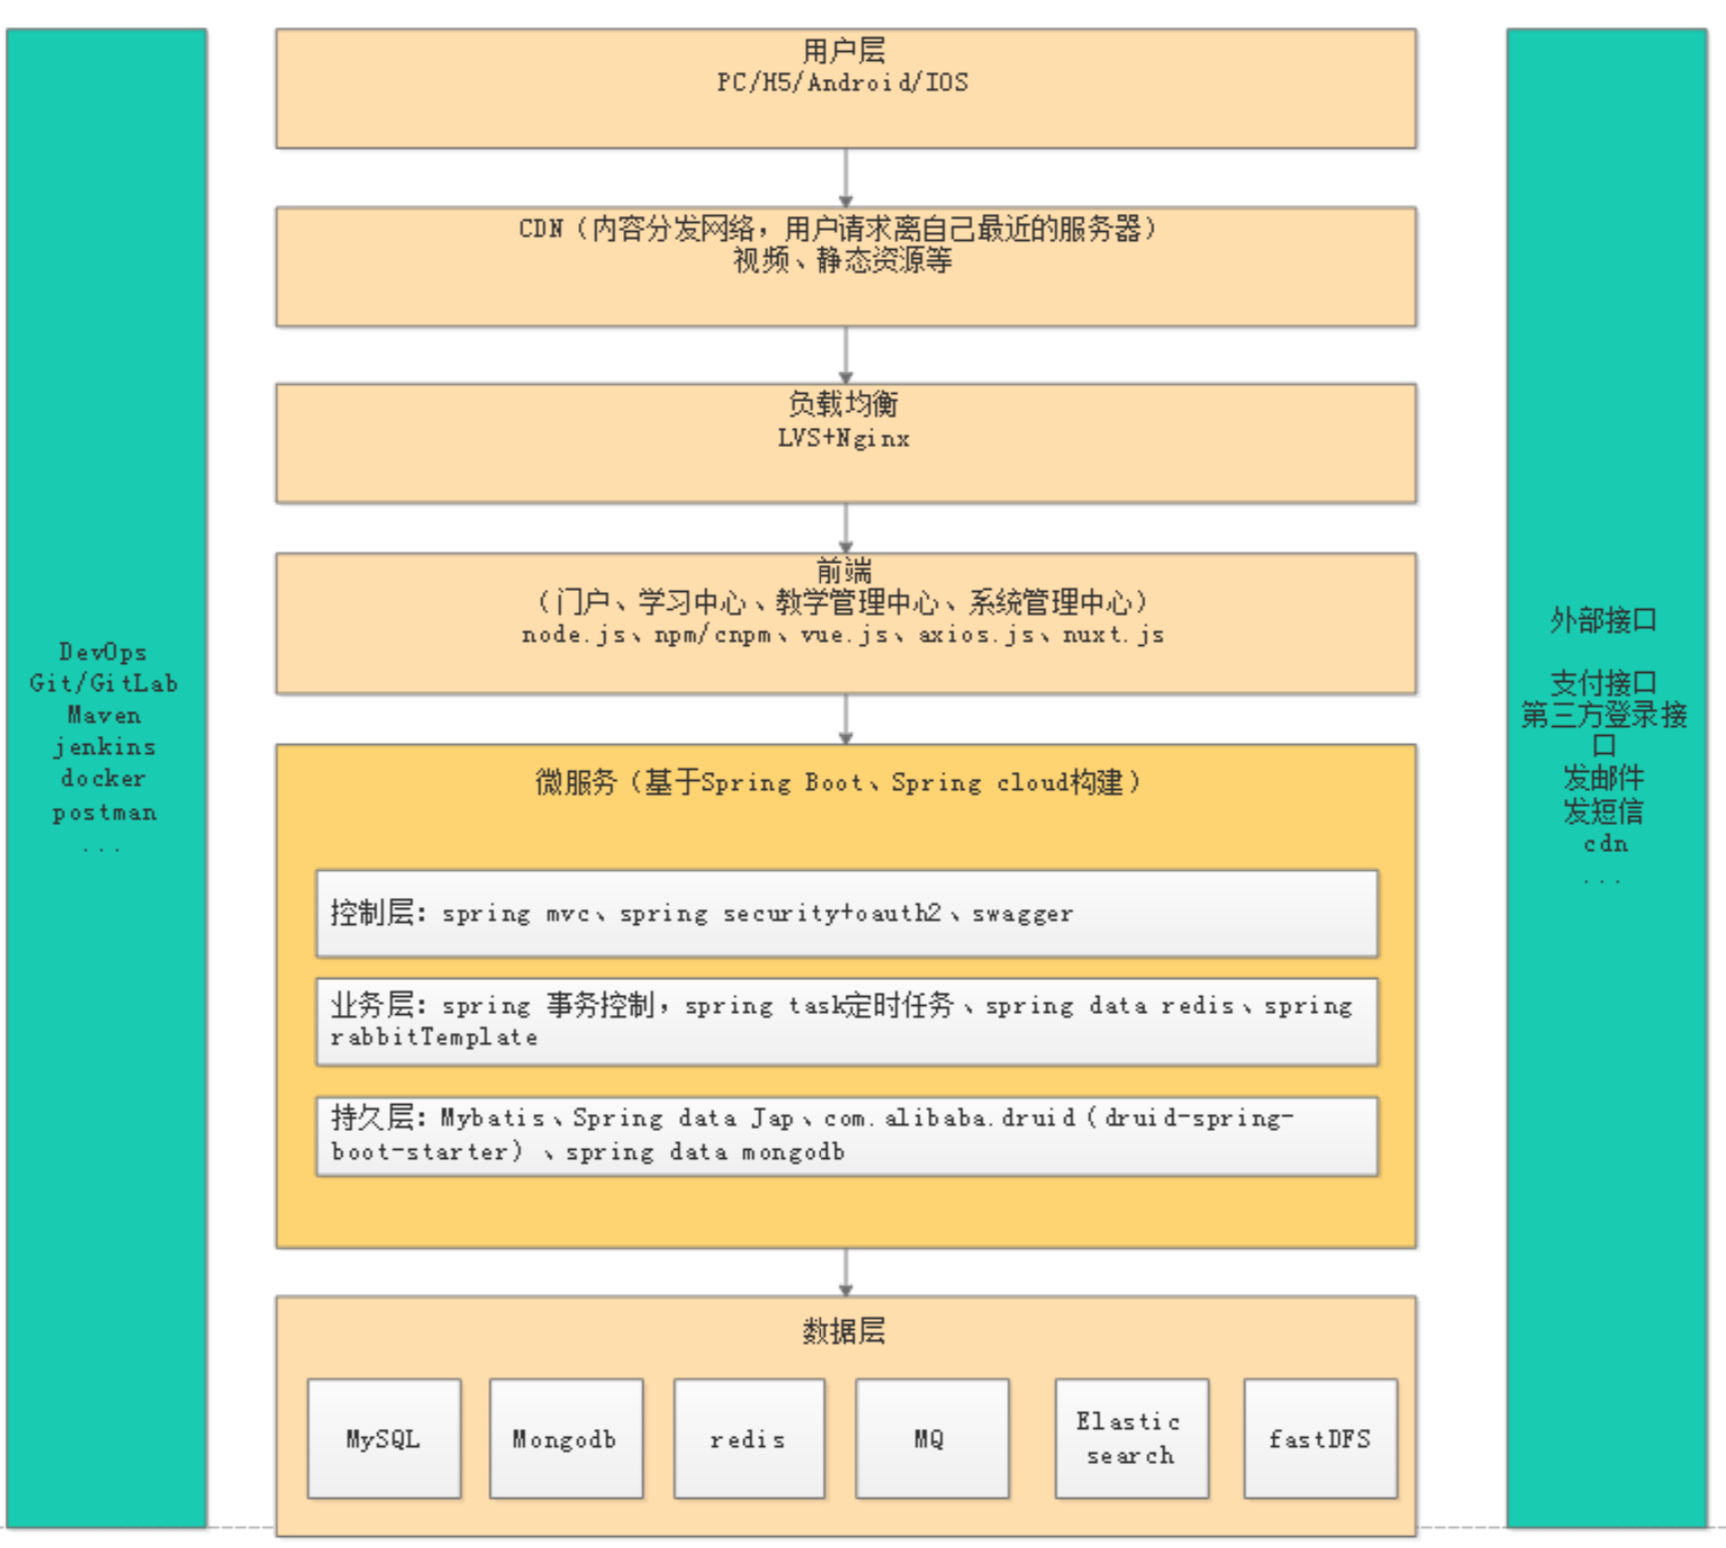 用户层
PC/H5/Android/IOS
CDN（内容分发网络，用户请求离自己最近的服务器）
视频、静态资源等
负载均衡
LVS+Nginx
前端
（门户、学习中心、教学管理中心、系统管理中心）
node.js、npm/cnpm、vue.js、axios.js、nuxt.js
微服务（基于Spring Boot、Spring cloud构建）
控制层：spring mvc、spring security+oauth2、swagger
业务层：spring 事务控制，spring task定时任务、spring data redis、spring
rabbitTemplate
持久层：Mybatis、Spring data Jap、com.alibaba.druid（druid-spring-
boot-starter）、spring data mongodb
数据层
MySQL
Mongodb
redis
MQ
Elastic
search
fastDFS
DevOps
Git/GitLab
Maven
jenkins
docker
postman
...
外部接口
支付接口
第三方登录接
口
发邮件
发短信
cdn
...